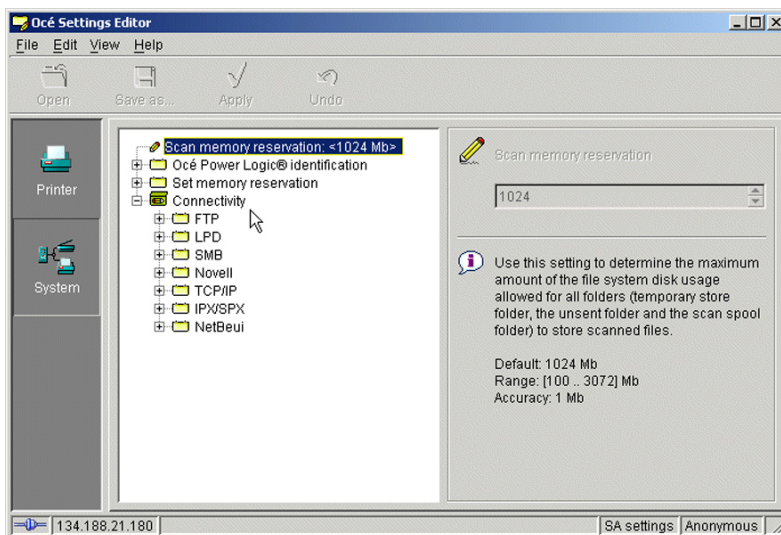 Océ Settings Editor
File Edit View Help
Open Save as... Apply Undo
Printer
System
Scan memory reservation: <1024 Mb>
Océ Power Logic® identification
Set memory reservation
Connectivity
FTP
LPD
SMB
Novell
TCP/IP
IPX/SPX
NetBeui
Scan memory reservation
1024
Use this setting to determine the maximum
amount of the file system disk usage
allowed for all folders (temporary store
folder, the unsent folder and the scan spool
folder) to store scanned files.
Default: 1024 Mb
Range: [100 .. 3072] Mb
Accuracy: 1 Mb
134.188.21.180
SA settings Anonymous